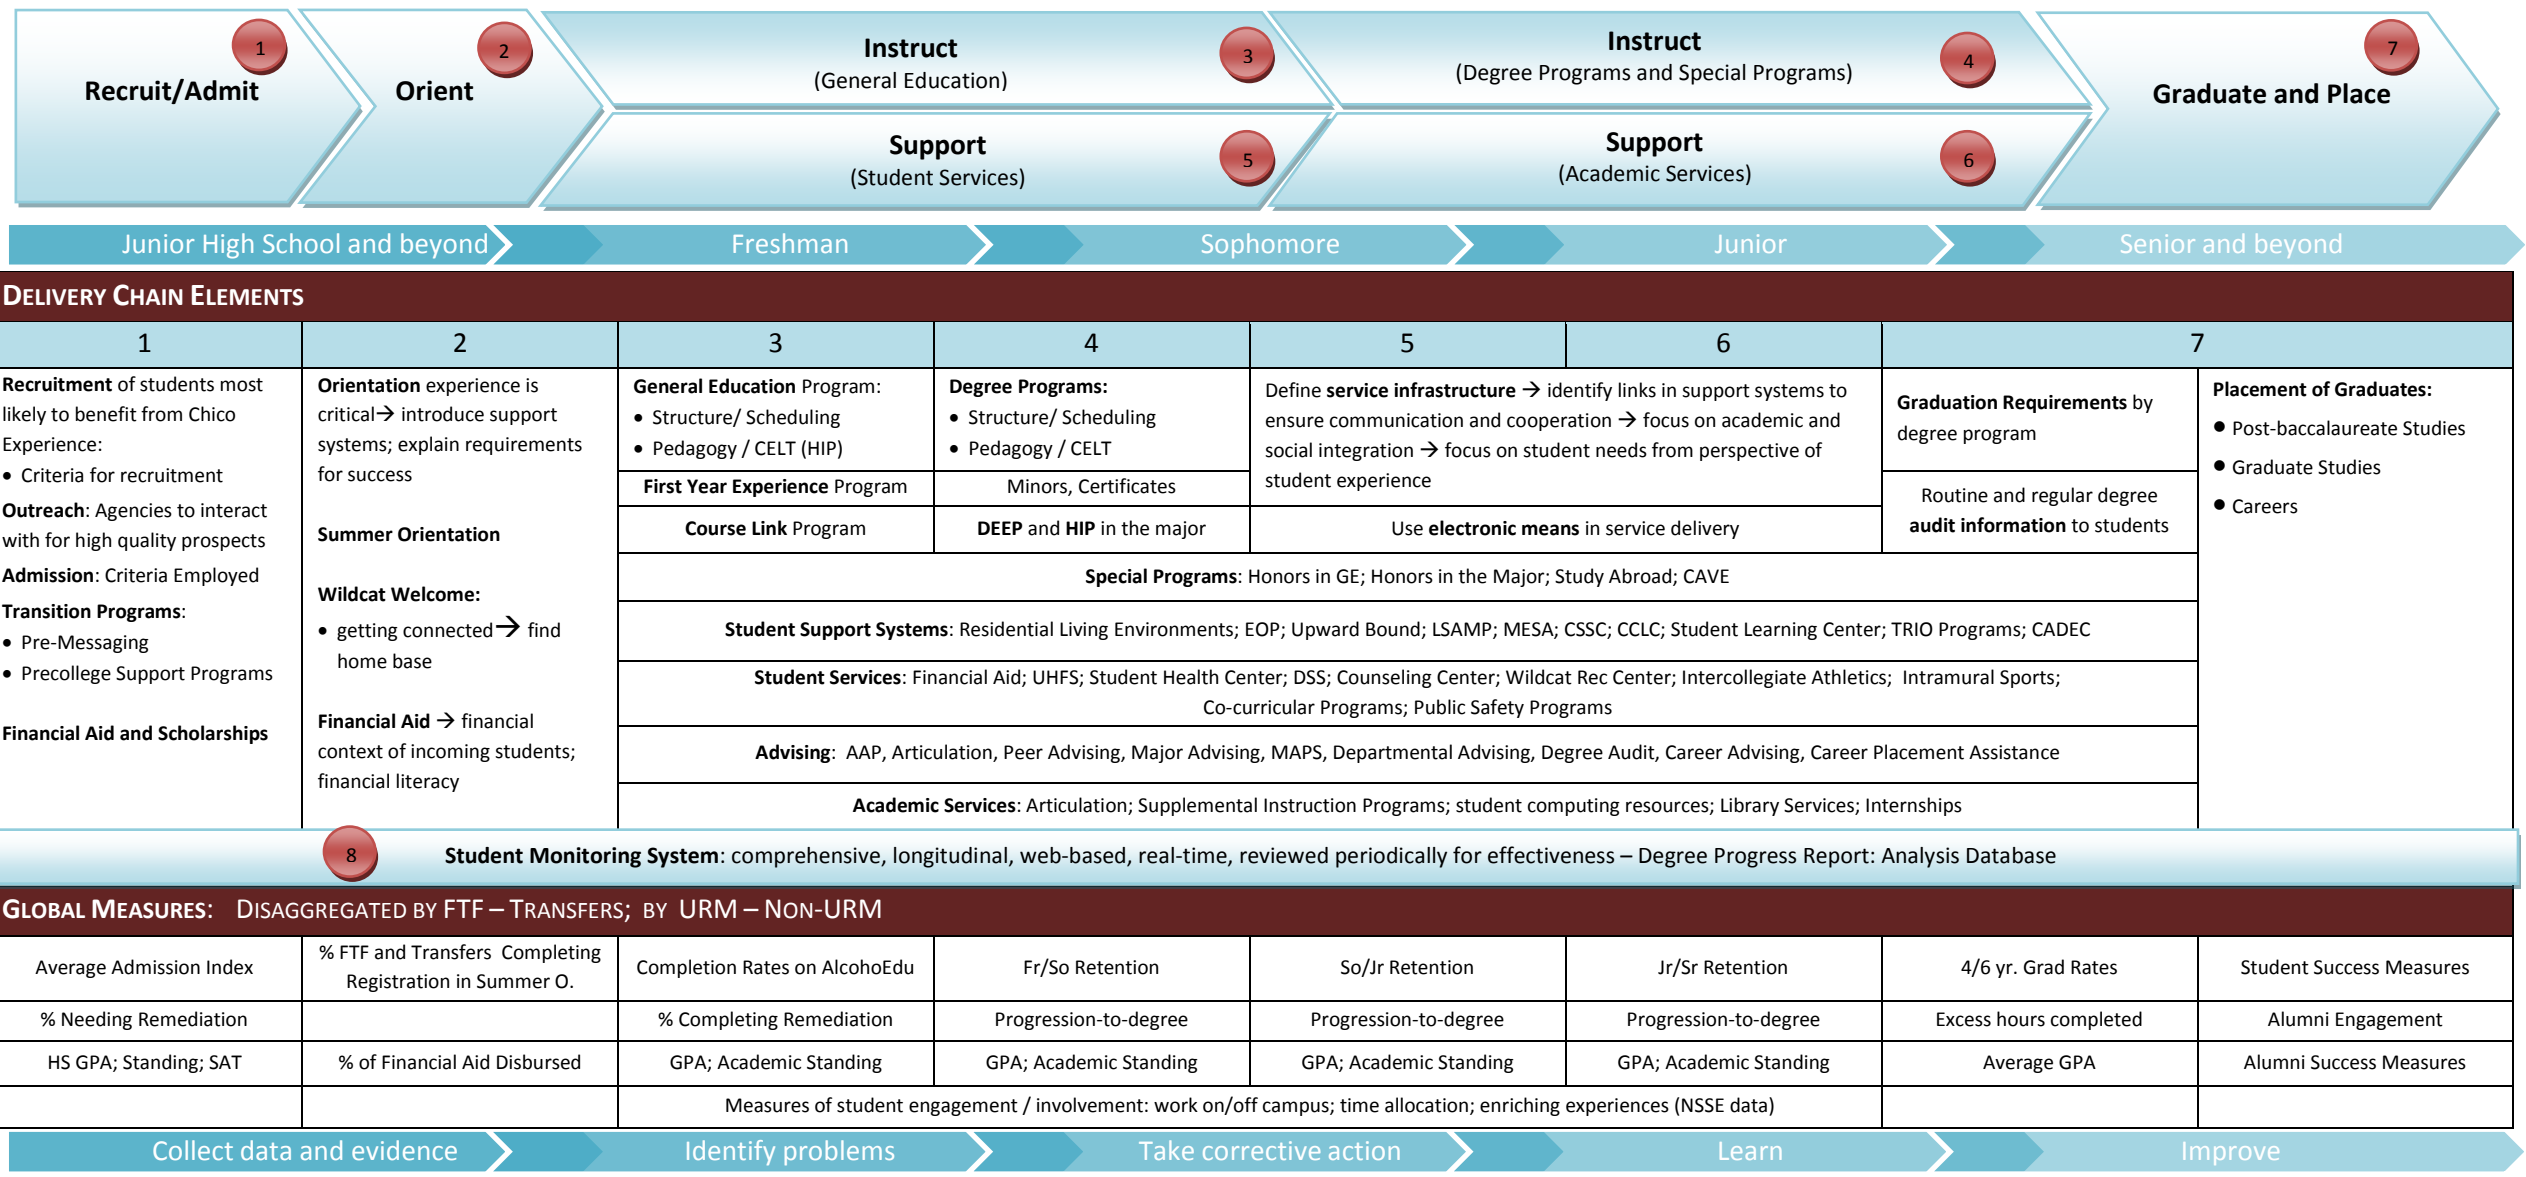 1
Recruit/Admit
2
Orient
Instruct
(General Education)
3
Instruct
(Degree Programs and Special Programs)
4
Support
(Student Services)
5
Support
(Academic Services)
6
7
Graduate and Place
Junior High School and beyond
Freshman
Sophomore
Junior
Senior and beyond
DELIVERY CHAIN ELEMENTS
1
2
3
4
5
6
7
Recruitment of students most
likely to benefit from Chico
Experience:
• Criteria for recruitment
Outreach: Agencies to interact
with for high quality prospects
Admission: Criteria Employed
Transition Programs:
• Pre-Messaging
• Precollege Support Programs
Financial Aid and Scholarships
Orientation experience is
critical→ introduce support
systems; explain requirements
for success
Summer Orientation
Wildcat Welcome:
• getting connected→ find
home base
Financial Aid → financial
context of incoming students;
financial literacy
General Education Program:
• Structure/ Scheduling
• Pedagogy / CELT (HIP)
First Year Experience Program
Course Link Program
Degree Programs:
• Structure/ Scheduling
• Pedagogy / CELT
Minors, Certificates
DEEP and HIP in the major
Define service infrastructure → identify links in support systems to
ensure communication and cooperation → focus on academic and
social integration → focus on student needs from perspective of
student experience
Use electronic means in service delivery
Graduation Requirements by
degree program
Routine and regular degree
audit information to students
Placement of Graduates:
• Post-baccalaureate Studies
• Graduate Studies
• Careers
Special Programs: Honors in GE; Honors in the Major; Study Abroad; CAVE
Student Support Systems: Residential Living Environments; EOP; Upward Bound; LSAMP; MESA; CSSC; CCLC; Student Learning Center; TRIO Programs; CADEC
Student Services: Financial Aid; UHFS; Student Health Center; DSS; Counseling Center; Wildcat Rec Center; Intercollegiate Athletics; Intramural Sports;
Co-curricular Programs; Public Safety Programs
Advising: AAP, Articulation, Peer Advising, Major Advising, MAPS, Departmental Advising, Degree Audit, Career Advising, Career Placement Assistance
Academic Services: Articulation; Supplemental Instruction Programs; student computing resources; Library Services; Internships
8
Student Monitoring System: comprehensive, longitudinal, web-based, real-time, reviewed periodically for effectiveness – Degree Progress Report: Analysis Database
GLOBAL MEASURES: DISAGGREGATED BY FTF – TRANSFERS; BY URM – NON-URM
Average Admission Index
% FTF and Transfers Completing
Registration in Summer O.
Completion Rates on AlcohoEdu
Fr/So Retention
So/Jr Retention
Jr/Sr Retention
4/6 yr. Grad Rates
Student Success Measures
% Needing Remediation
% Completing Remediation
Progression-to-degree
Progression-to-degree
Progression-to-degree
Excess hours completed
Alumni Engagement
HS GPA; Standing; SAT
% of Financial Aid Disbursed
GPA; Academic Standing
GPA; Academic Standing
GPA; Academic Standing
GPA; Academic Standing
Average GPA
Alumni Success Measures
Measures of student engagement / involvement: work on/off campus; time allocation; enriching experiences (NSSE data)
Collect data and evidence
Identify problems
Take corrective action
Learn
Improve